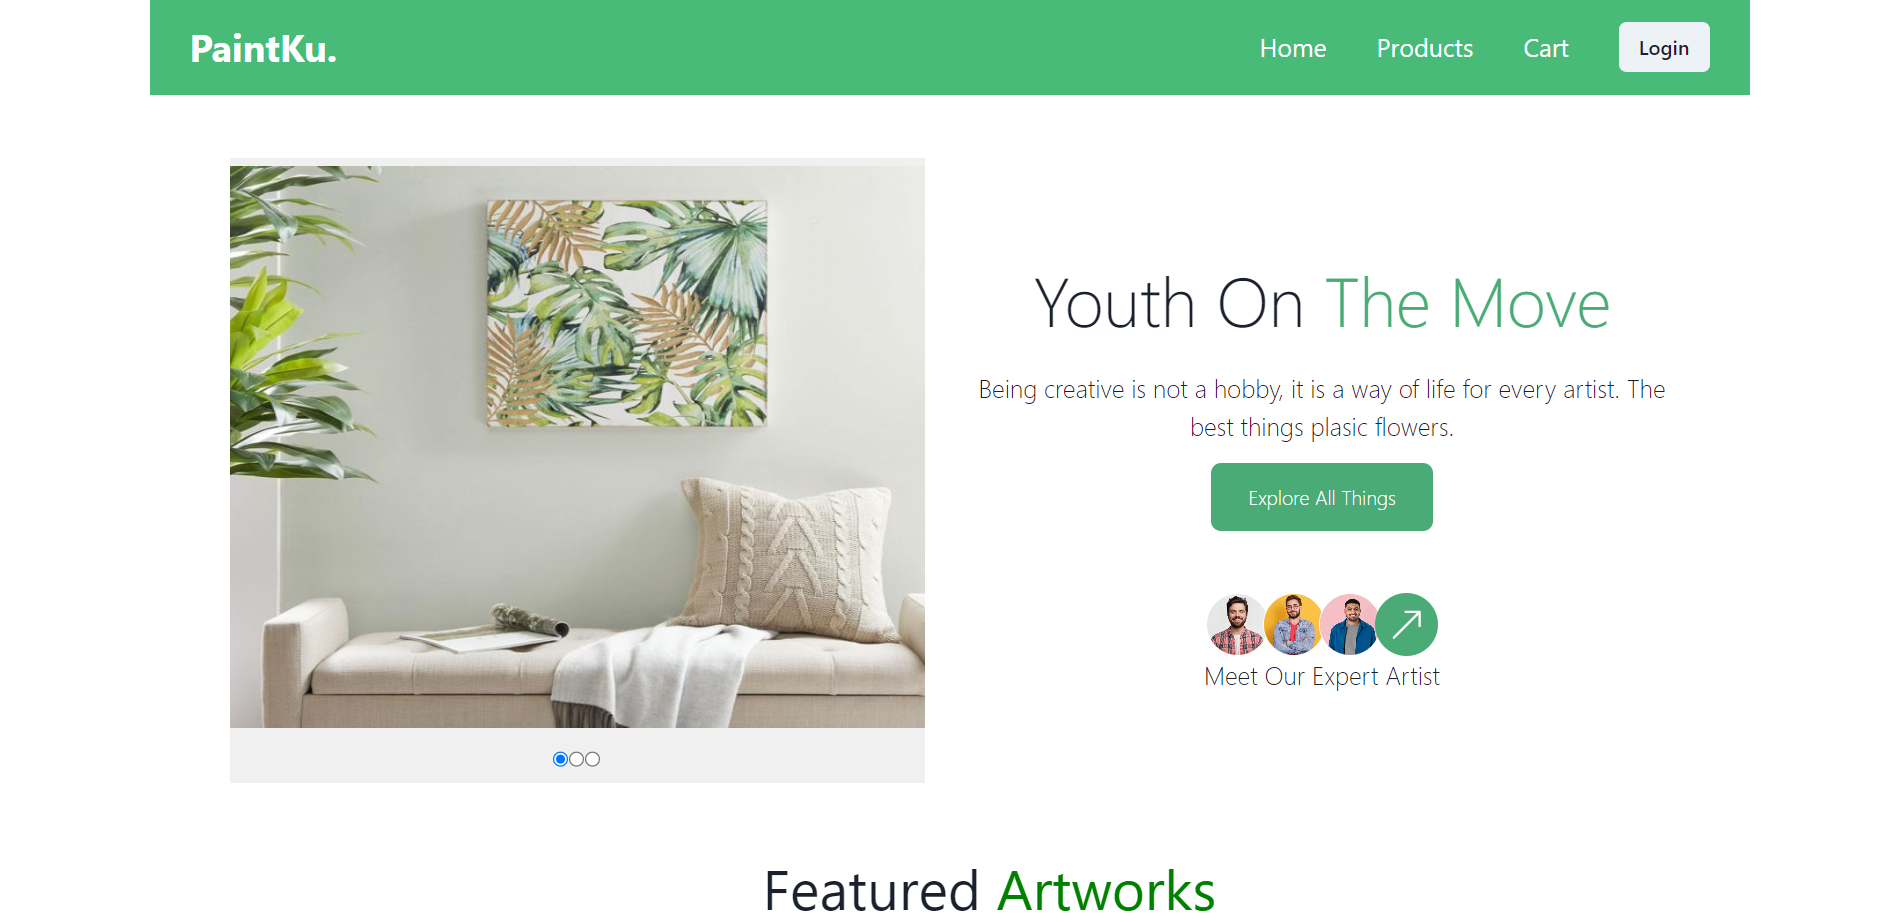 PaintKu.
Home
Products
Cart
Login
Youth On The Move
Being creative is not a hobby, it is a way of life for every artist. The
best things plasic flowers.
Explore All Things
Meet Our Expert Artist
Featured Artworks